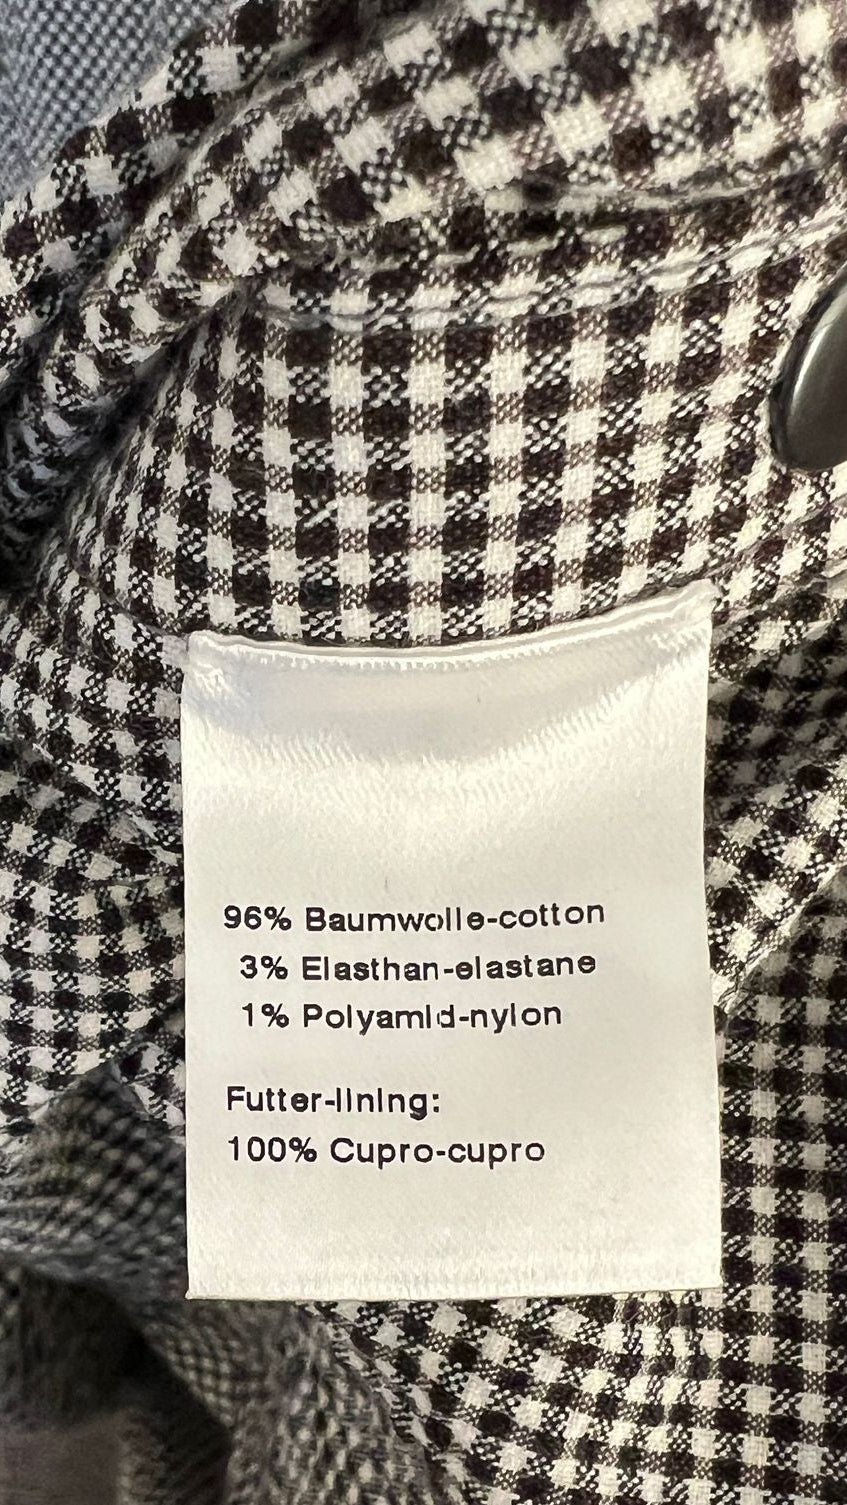 96% Baumwolle-cotton
3% Elasthan-elastane
1% Polyamid-nylon
Futter-lining:
100% Cupro-cupro